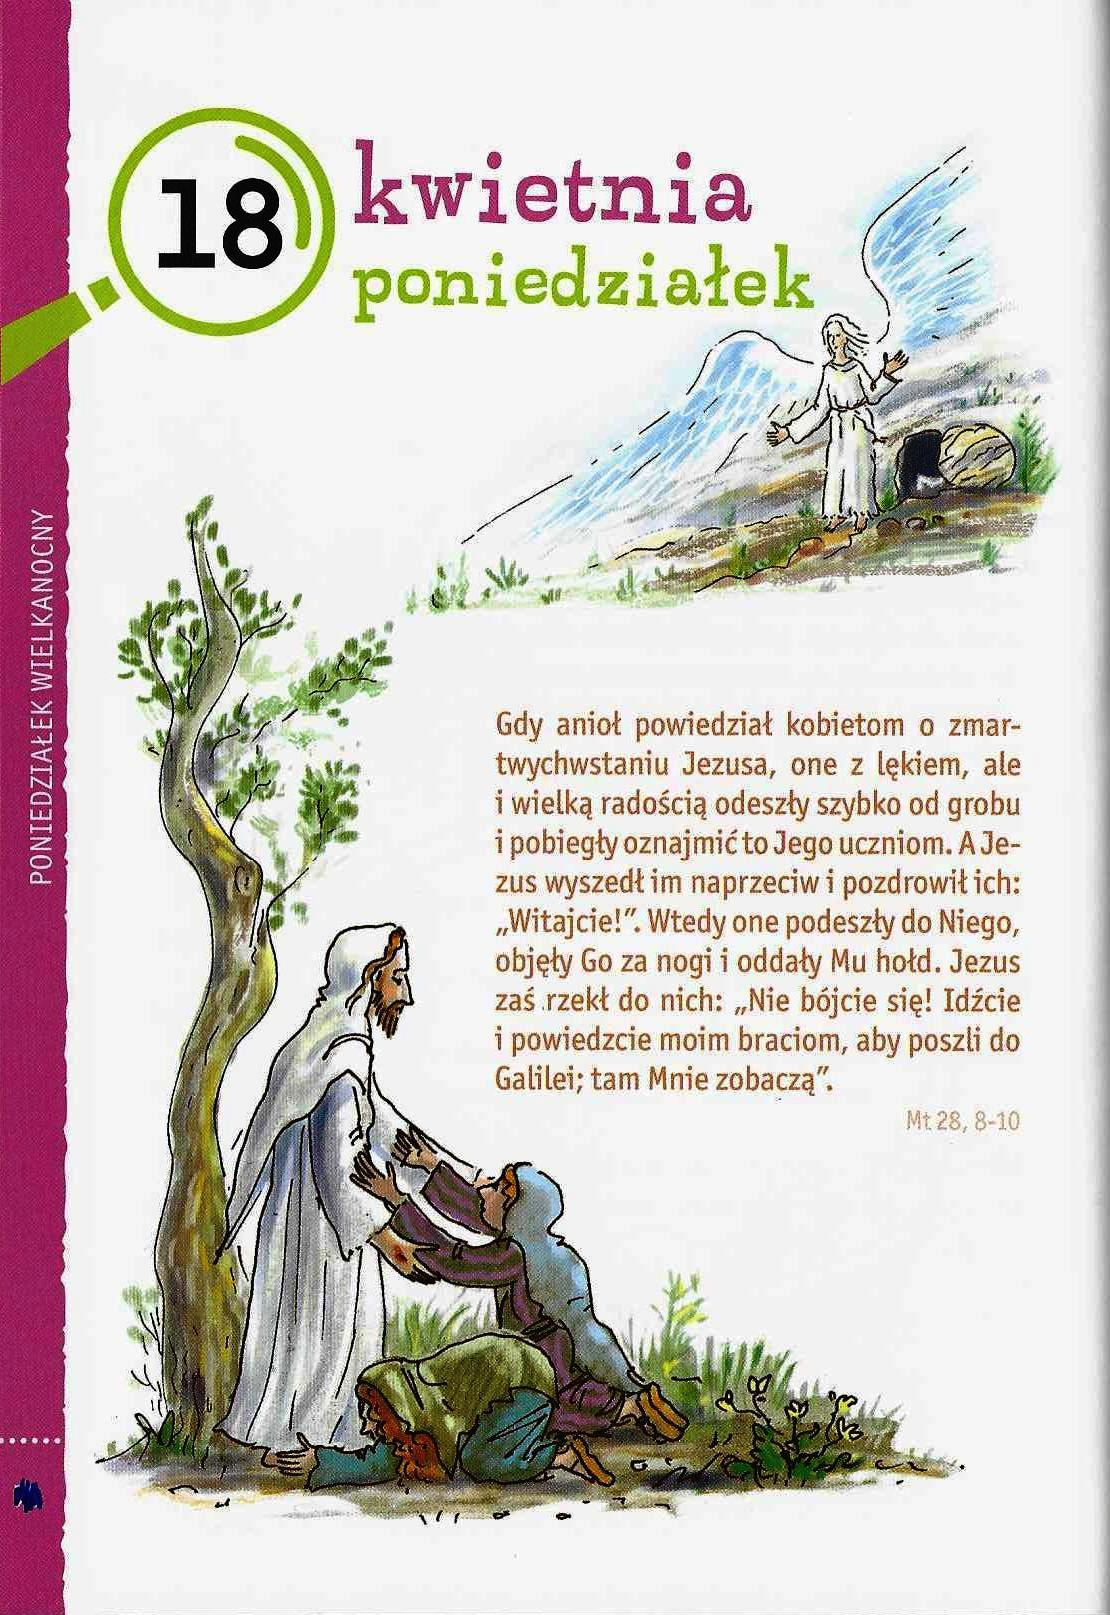 18
kwietnia
poniedziałek
PONIEDZIAŁEK WIELKANOCNY
Gdy anioł powiedział kobietom o zmar-
twychwstaniu Jezusa, one z lękiem, ale
i wielką radością odeszły szybko od grobu
i pobiegły oznajmić to Jego uczniom. A Je-
zus wyszedł im naprzeciw i pozdrowił ich:
„Witajcie!”. Wtedy one podeszły do Niego,
objęły Go za nogi i oddały Mu hołd. Jezus
zaś rzekł do nich: „Nie bójcie się! Idźcie
i powiedzcie moim braciom, aby poszli do
Galilei; tam Mnie zobaczą”.
Mt 28, 8-10